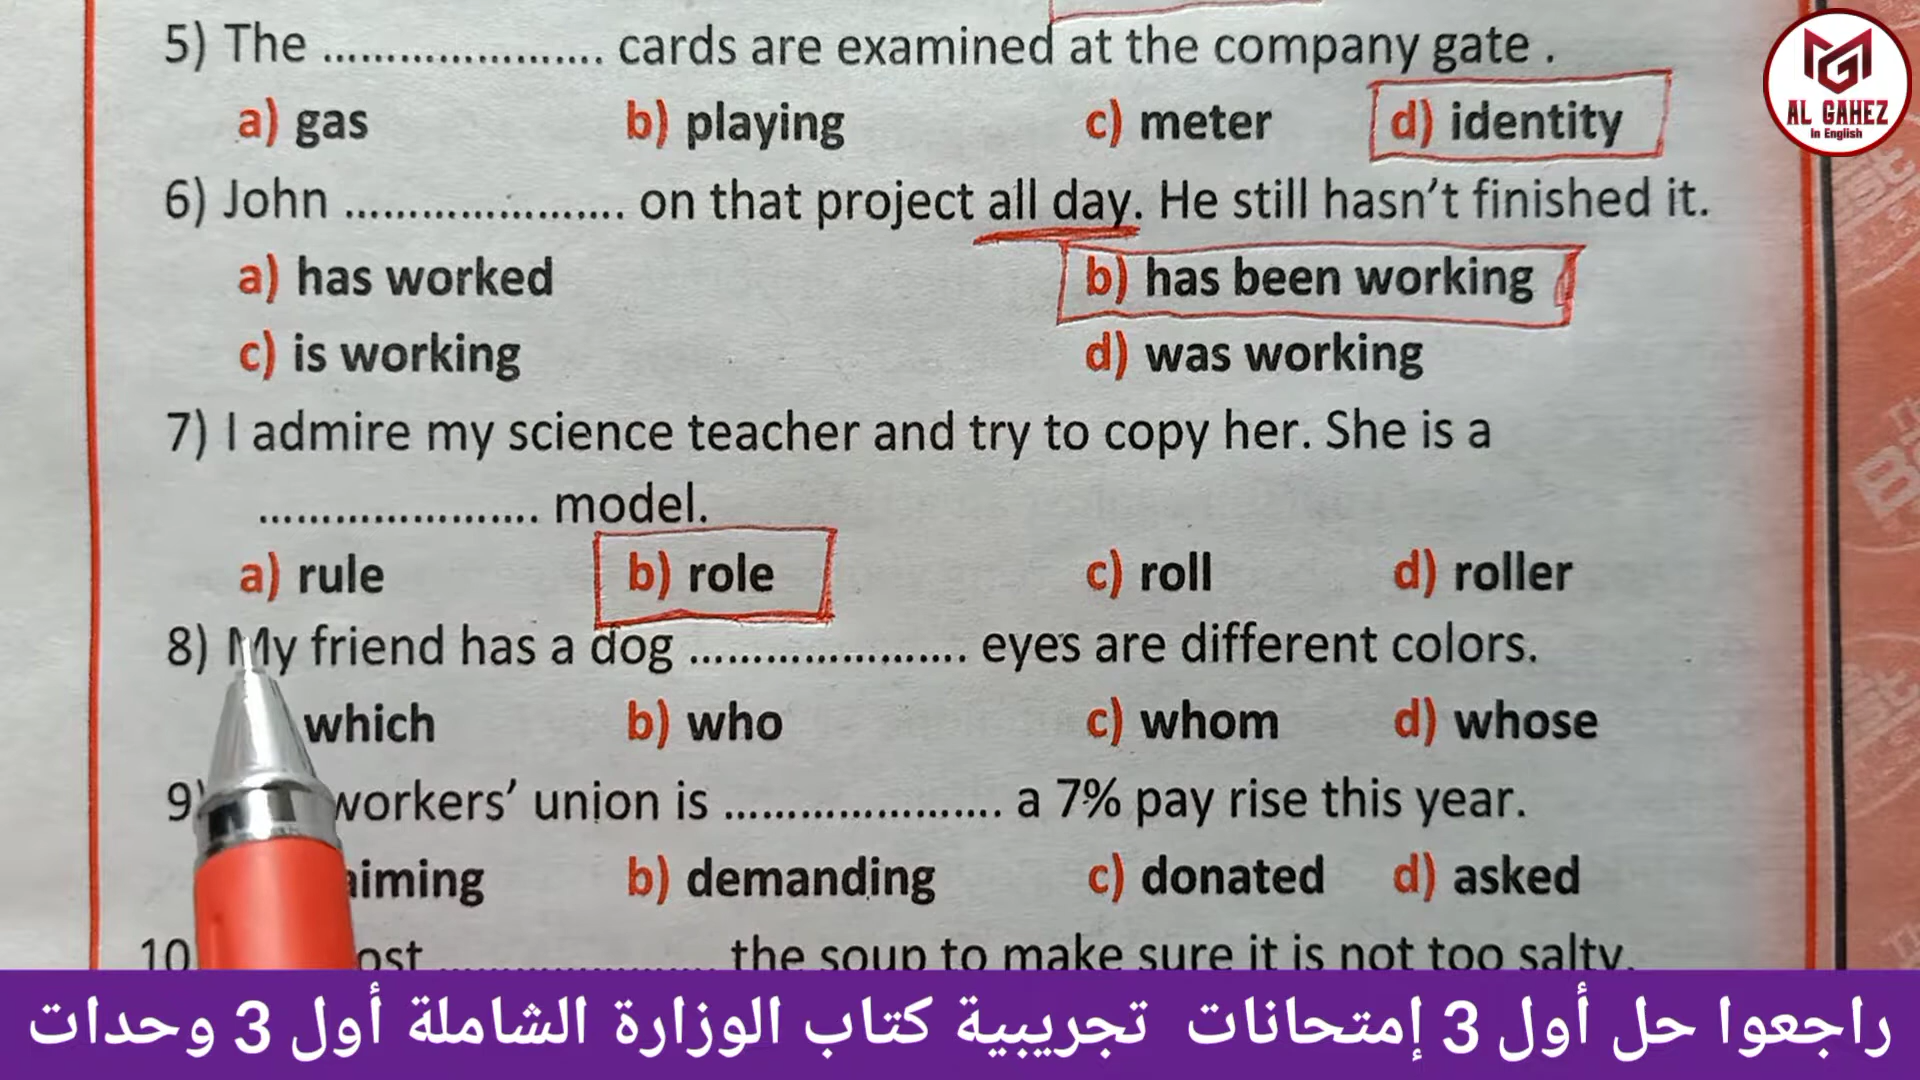 5) The ...................... cards are examined at the company gate .
a) gas b) playing c) meter d) identity
AL GAHEZ
In English
6) John ...................... on that project all day. He still hasn't finished it.
a) has worked b) has been working
c) is working d) was working
7) I admire my science teacher and try to copy her. She is a
...................... model.
a) rule b) role c) roll d) roller
8) My friend has a dog ...................... eyes are different colors.
which b) who c) whom d) whose
9) workers' union is ...................... a 7% pay rise this year.
aiming b) demanding c) donated d) asked
10 ost ...................... the soup to make sure it is not too salty.
راجعوا حل أول 3 إمتحانات تجريبية كتاب الوزارة الشاملة أول 3 وحدات